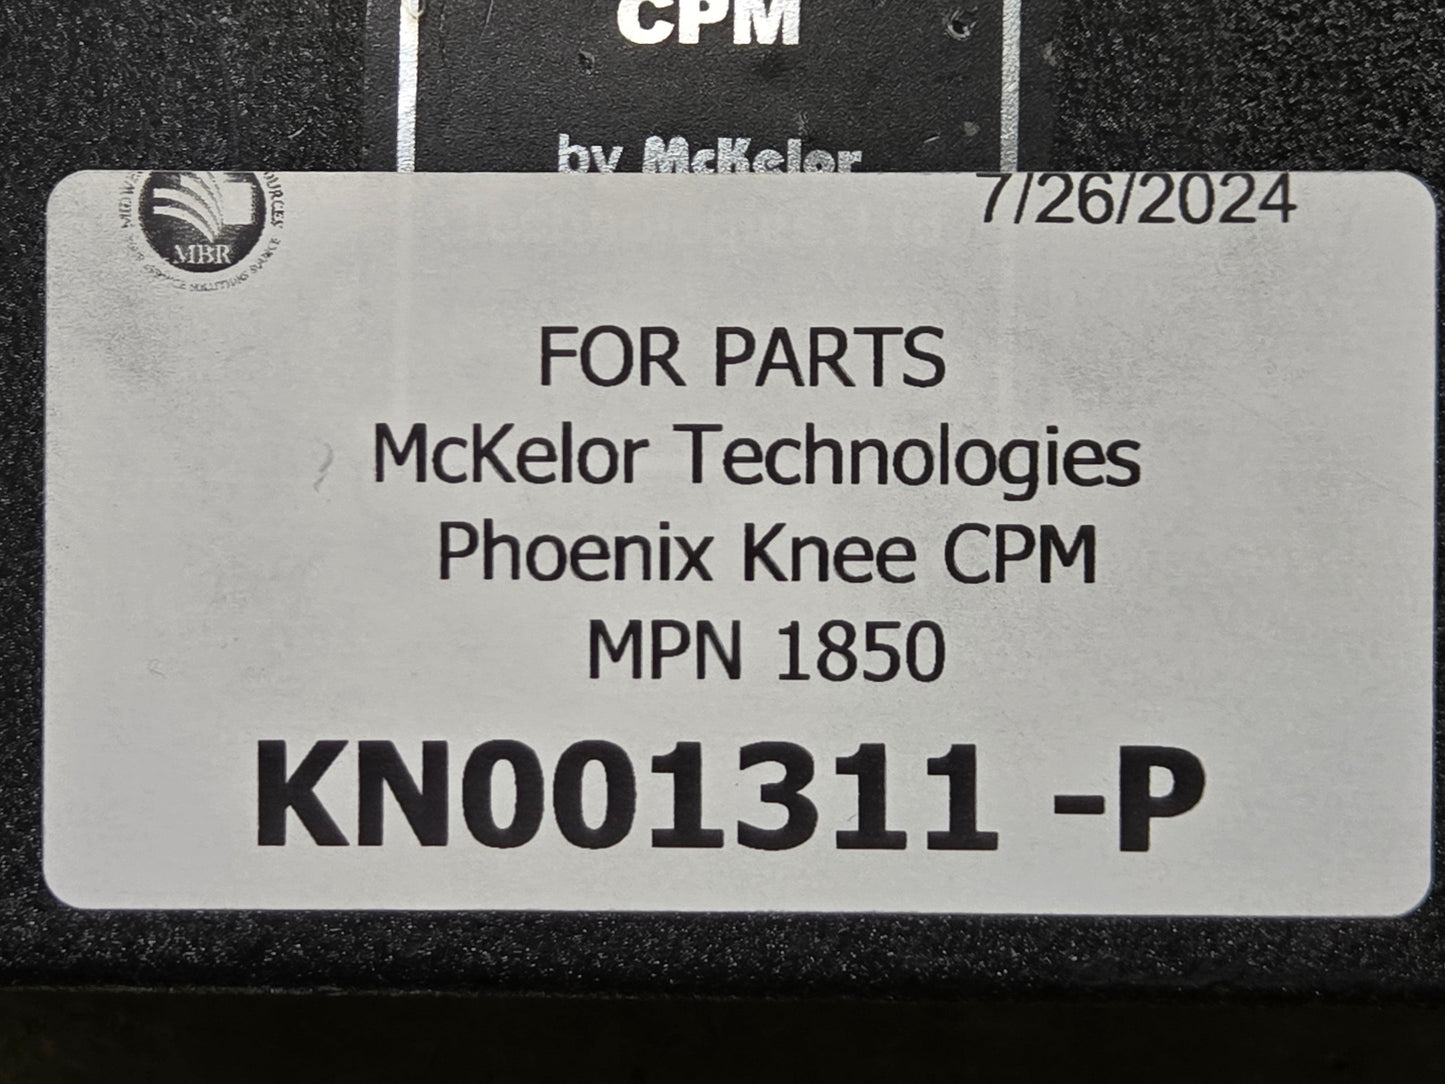 CPM
by McKelor
7/26/2024
MBR
FOR PARTS
McKelor Technologies
Phoenix Knee CPM
MPN 1850
KN001311 -P